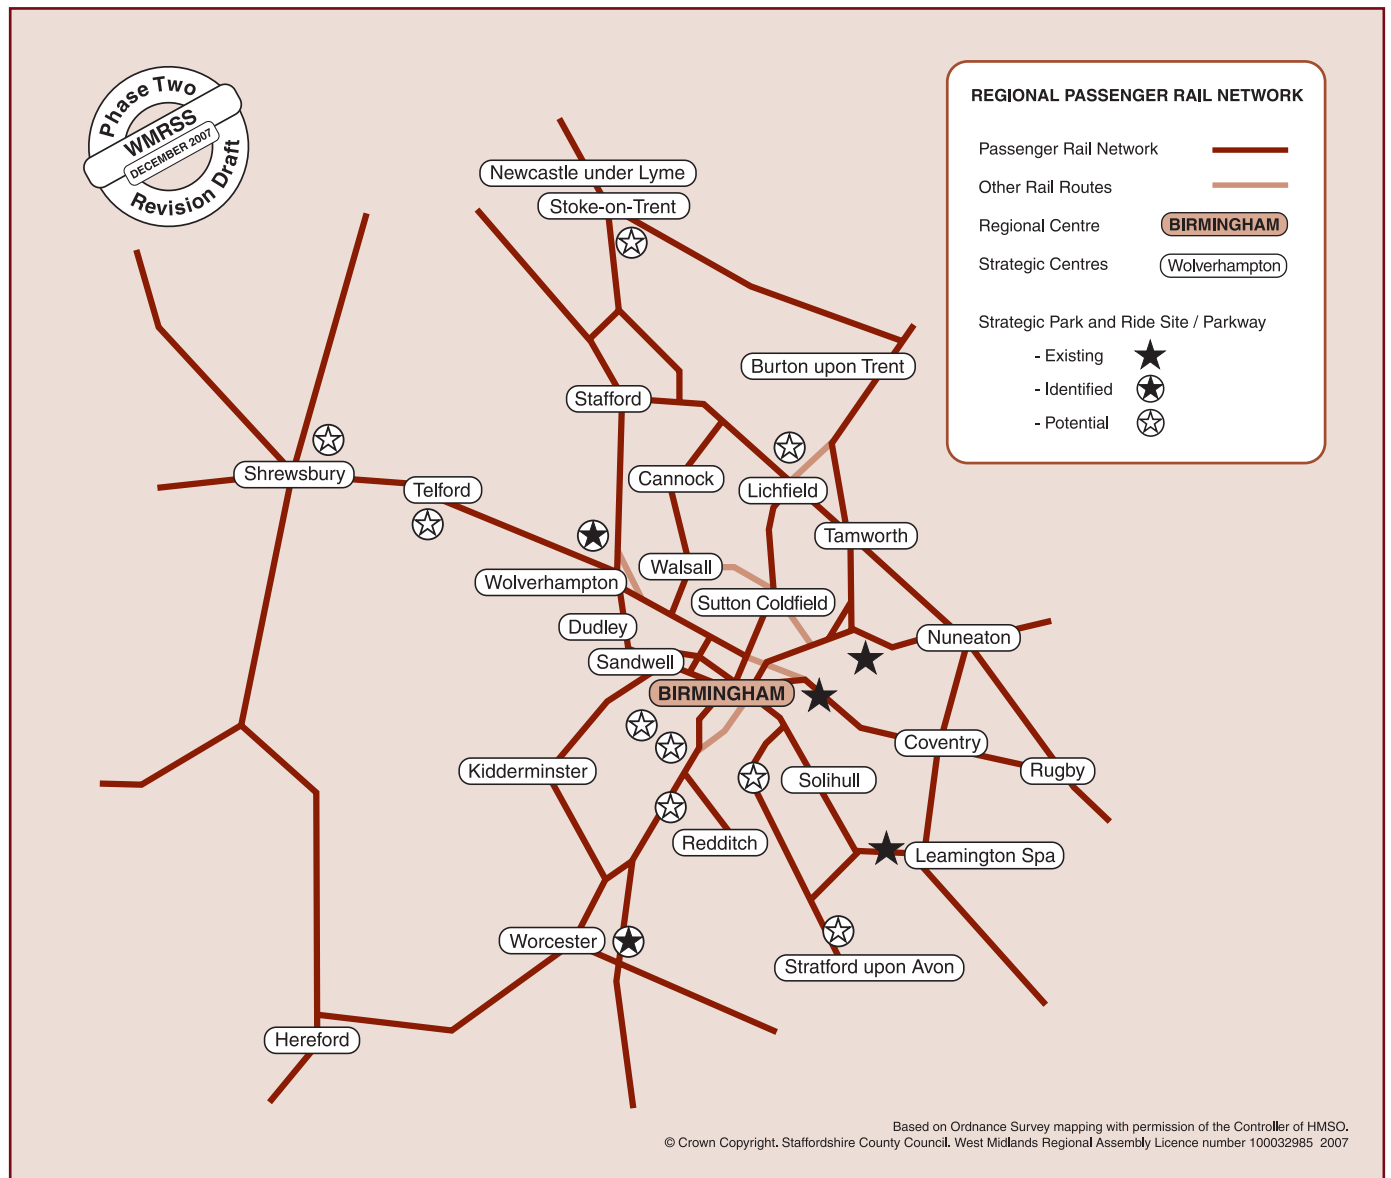 Phase Two
WMRSS
DECEMBER 2007
Revision Draft
REGIONAL PASSENGER RAIL NETWORK
Passenger Rail Network
Other Rail Routes
Regional Centre
BIRMINGHAM
Strategic Centres
Wolverhampton
Strategic Park and Ride Site / Parkway
- Existing
- Identified
- Potential
Newcastle under Lyme
Stoke-on-Trent
Burton upon Trent
Stafford
Shrewsbury
Telford
Cannock
Lichfield
Tamworth
Walsall
Wolverhampton
Sutton Coldfield
Dudley
Nuneaton
Sandwell
BIRMINGHAM
Coventry
Kidderminster
Solihull
Rugby
Redditch
Leamington Spa
Worcester
Stratford upon Avon
Hereford
Based on Ordnance Survey mapping with permission of the Controller of HMSO.
© Crown Copyright. Staffordshire County Council. West Midlands Regional Assembly Licence number 100032985 2007